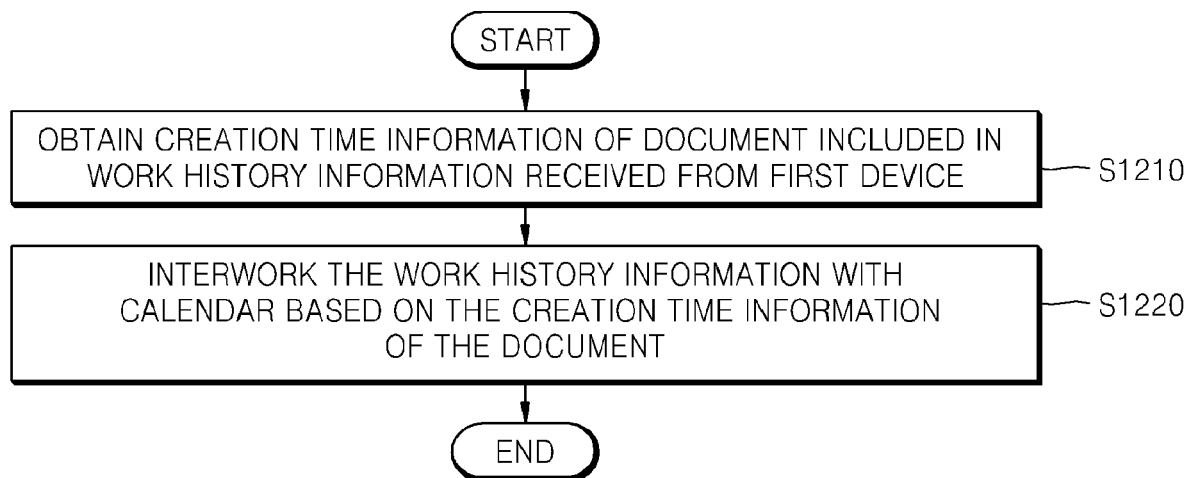 START
OBTAIN CREATION TIME INFORMATION OF DOCUMENT INCLUDED IN
WORK HISTORY INFORMATION RECEIVED FROM FIRST DEVICE
S1210
INTERWORK THE WORK HISTORY INFORMATION WITH
CALENDAR BASED ON THE CREATION TIME INFORMATION
OF THE DOCUMENT
S1220
END